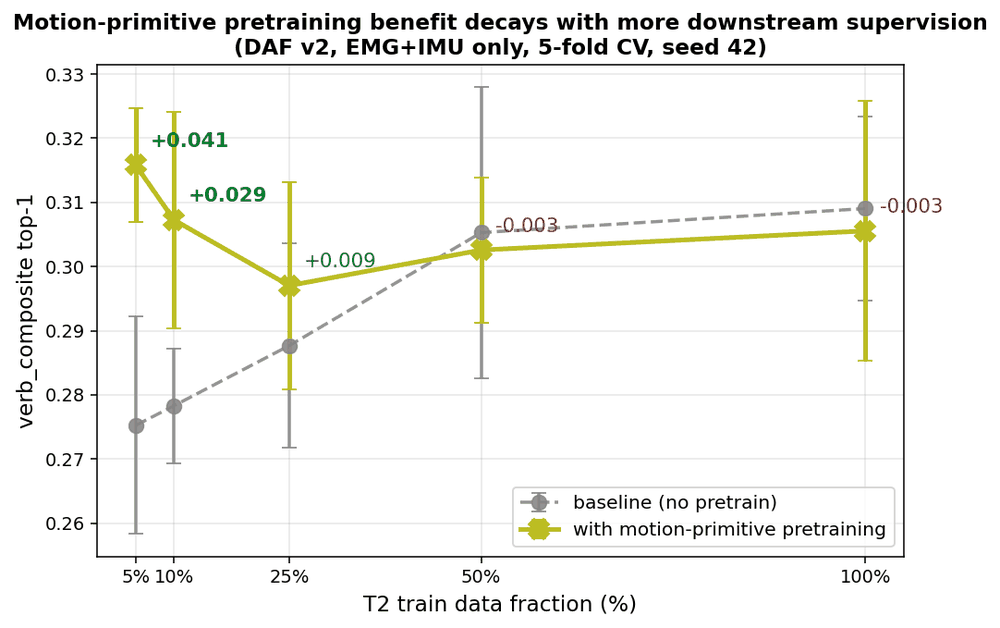 Motion-primitive pretraining benefit decays with more downstream supervision
(DAF v2, EMG+IMU only, 5-fold CV, seed 42)
verb_composite top-1
0.33
0.32
0.31
0.30
0.29
0.28
0.27
0.26
+0.041
+0.029
+0.009
-0.003
-0.003
baseline (no pretrain)
with motion-primitive pretraining
5% 10% 25% 50% 100%
T2 train data fraction (%)